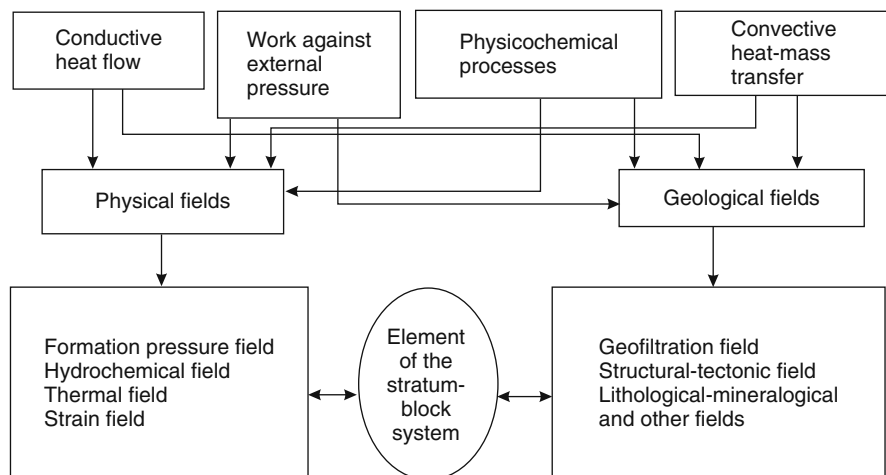 Conductive
heat flow
Work against
external
pressure
Physicochemical
processes
Convective
heat-mass
transfer
Physical fields
Geological fields
Formation pressure field
Hydrochemical field
Thermal field
Strain field
Element
of the
stratum-
block
system
Geofiltration field
Structural-tectonic field
Lithological-mineralogical
and other fields